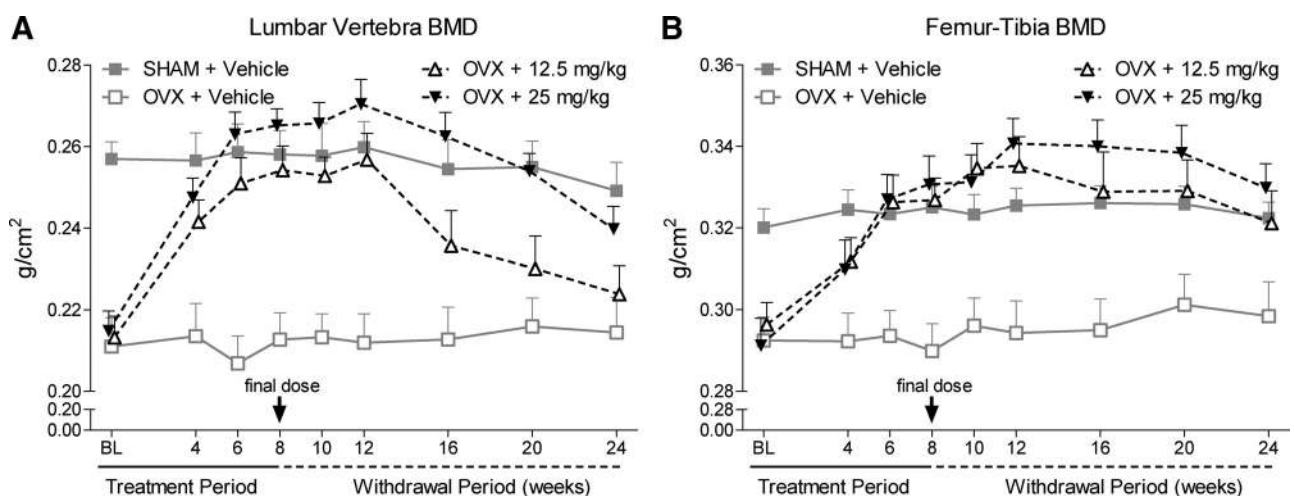 A
Lumbar Vertebra BMD
SHAM + Vehicle
OVX + Vehicle
OVX + 12.5 mg/kg
OVX + 25 mg/kg
g/cm²
0.28
0.26
0.24
0.22
0.20
0.20
0.00
final dose
BL 4 6 8 10 12 16 20 24
Treatment Period Withdrawal Period (weeks)
B
Femur-Tibia BMD
SHAM + Vehicle
OVX + Vehicle
OVX + 12.5 mg/kg
OVX + 25 mg/kg
g/cm²
0.36
0.34
0.32
0.30
0.28
0.28
0.00
final dose
BL 4 6 8 10 12 16 20 24
Treatment Period Withdrawal Period (weeks)